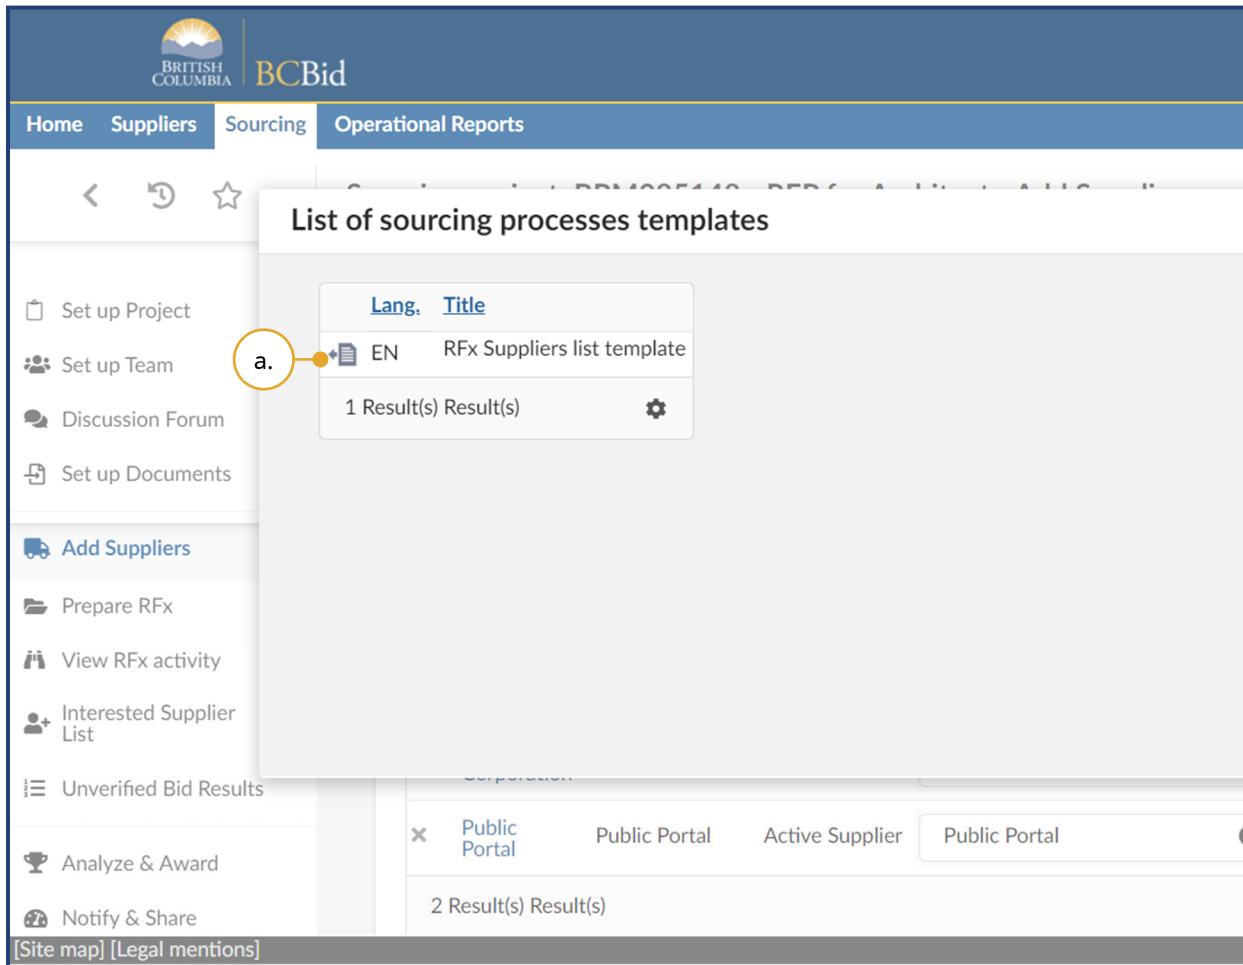 BRITISH
COLUMBIA
BCBid
Home Suppliers Sourcing Operational Reports
List of sourcing processes templates
Set up Project
Lang. Title
a.
EN RFx Suppliers list template
Set up Team
1 Result(s) Result(s)
Discussion Forum
Set up Documents
Add Suppliers
Prepare RFx
View RFx activity
Interested Supplier
List
Unverified Bid Results
Public
Portal
Public Portal Active Supplier Public Portal
Analyze & Award
2 Result(s) Result(s)
Notify & Share
[Site map] [Legal mentions]